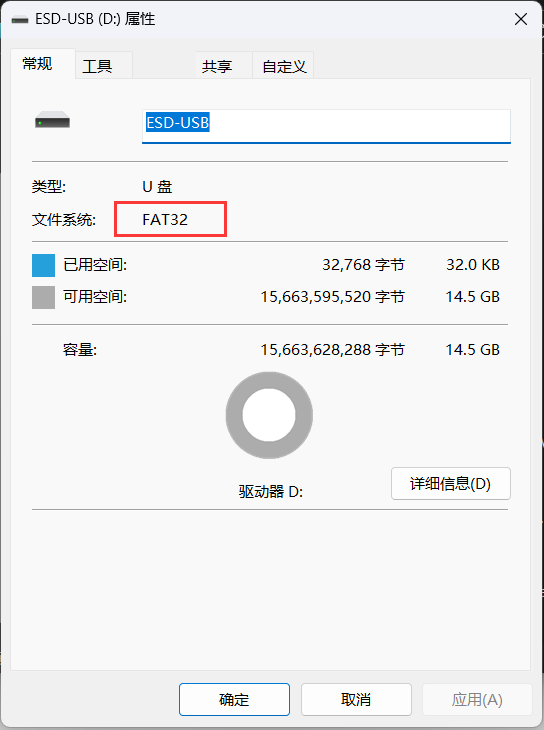 ESD-USB (D:) 属性
常规 工具 共享 自定义
ESD-USB
类型: U 盘
文件系统: FAT32
已用空间: 32,768 字节 32.0 KB
可用空间: 15,663,595,520 字节 14.5 GB
容量: 15,663,628,288 字节 14.5 GB
驱动器 D: 详细信息(D)
确定 取消 应用(A)